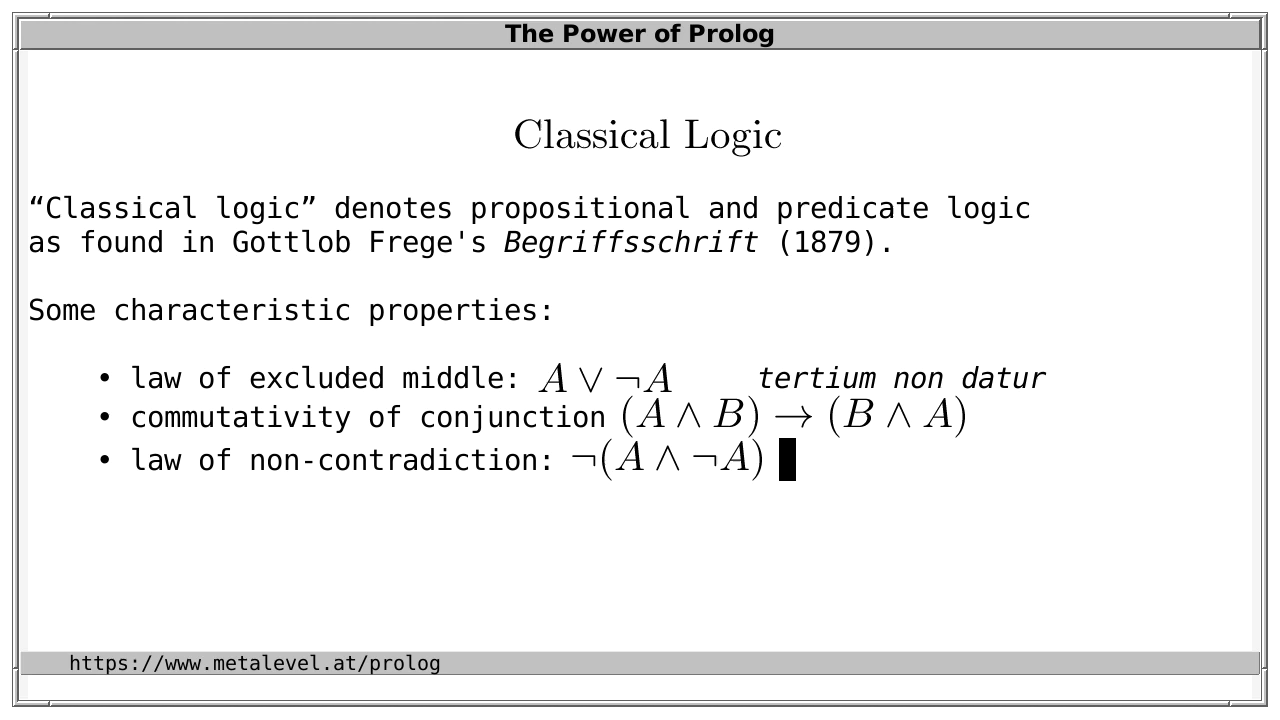 The Power of Prolog
Classical Logic
“Classical logic” denotes propositional and predicate logic
as found in Gottlob Frege's Begriffsschrift (1879).
Some characteristic properties:
• law of excluded middle: A ∨ ¬A tertium non datur
• commutativity of conjunction (A ∧ B) → (B ∧ A)
• law of non-contradiction: ¬(A ∧ ¬A)
https://www.metalevel.at/prolog